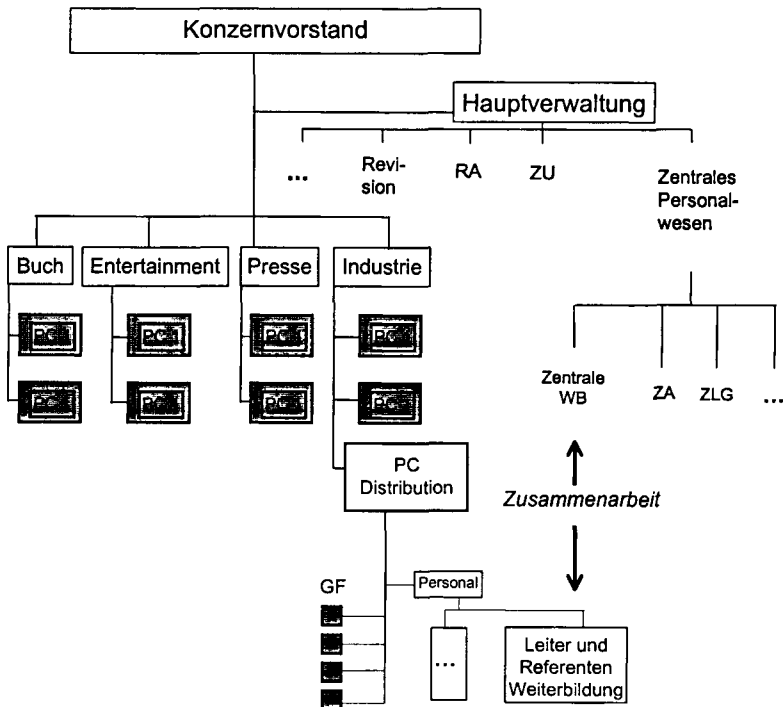 Konzernvorstand
Hauptverwaltung
...
Revi-
sion
RA
ZU
Zentrales
Personal-
wesen
Buch
Entertainment
Presse
Industrie
Zentrale
WB
ZA
ZLG
...
PC
Distribution
Zusammenarbeit
GF
Personal
...
Leiter und
Referenten
Weiterbildung